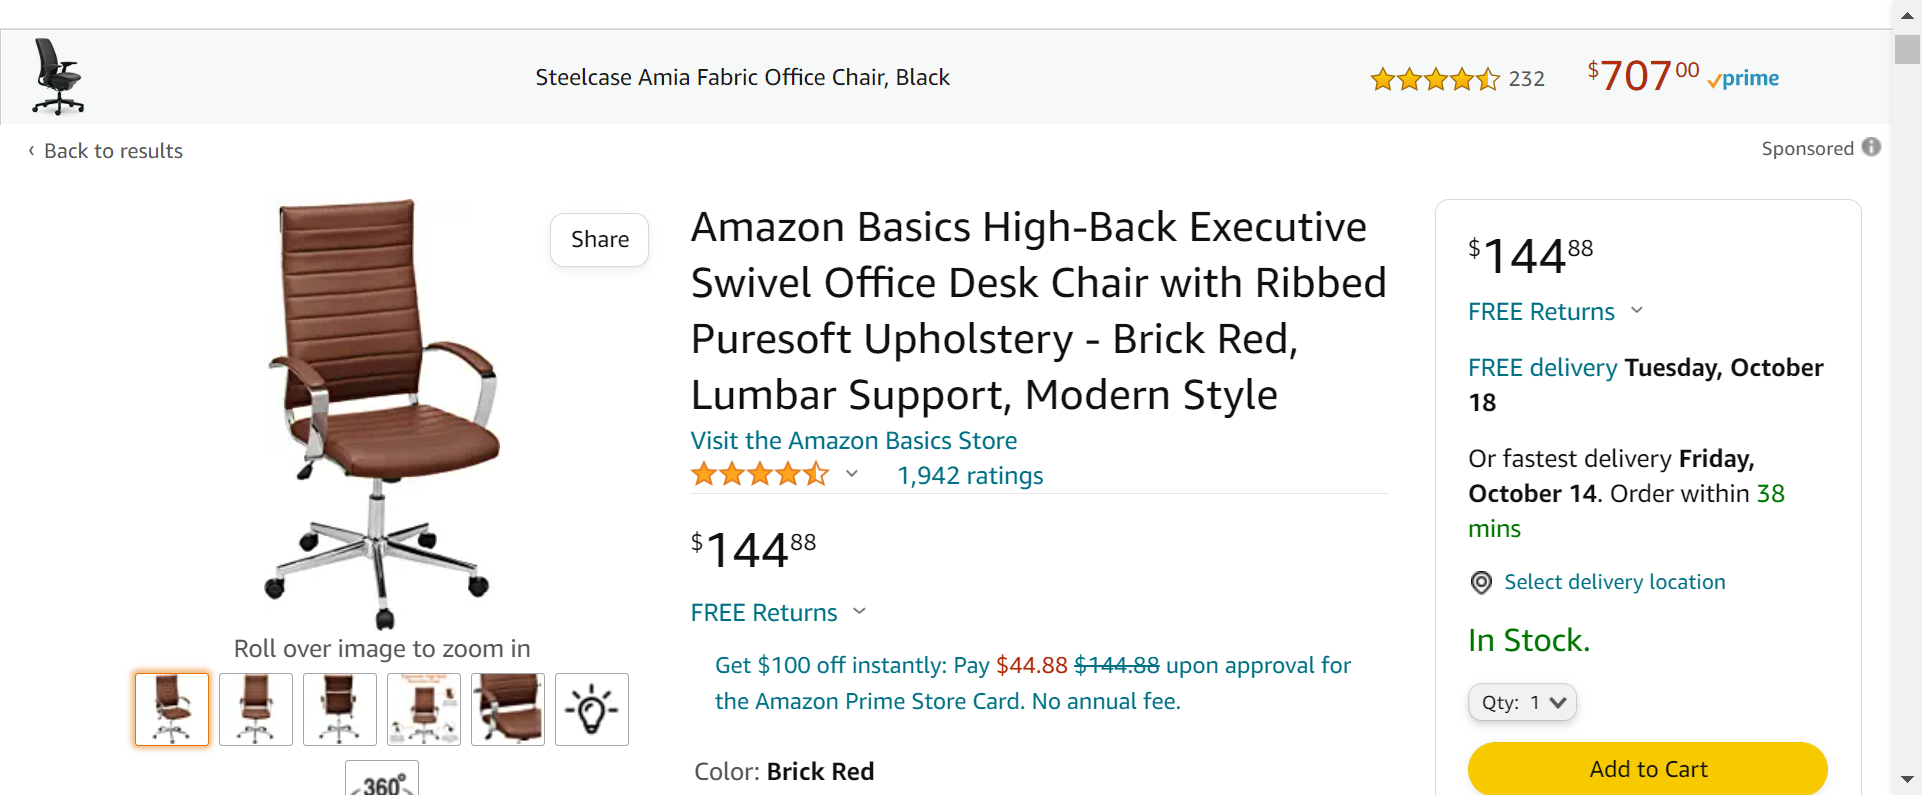 Steelcase Amia Fabric Office Chair, Black
232
$707.00
prime
‹ Back to results
Sponsored
Share
Amazon Basics High-Back Executive
Swivel Office Desk Chair with Ribbed
Puresoft Upholstery - Brick Red,
Lumbar Support, Modern Style
Visit the Amazon Basics Store
1,942 ratings
$144.88
FREE Returns
Get $100 off instantly: Pay $44.88 $144.88 upon approval for
the Amazon Prime Store Card. No annual fee.
Color: Brick Red
Roll over image to zoom in
360°
$144.88
FREE Returns
FREE delivery Tuesday, October
18
Or fastest delivery Friday,
October 14. Order within 38
mins
Select delivery location
In Stock.
Qty: 1
Add to Cart